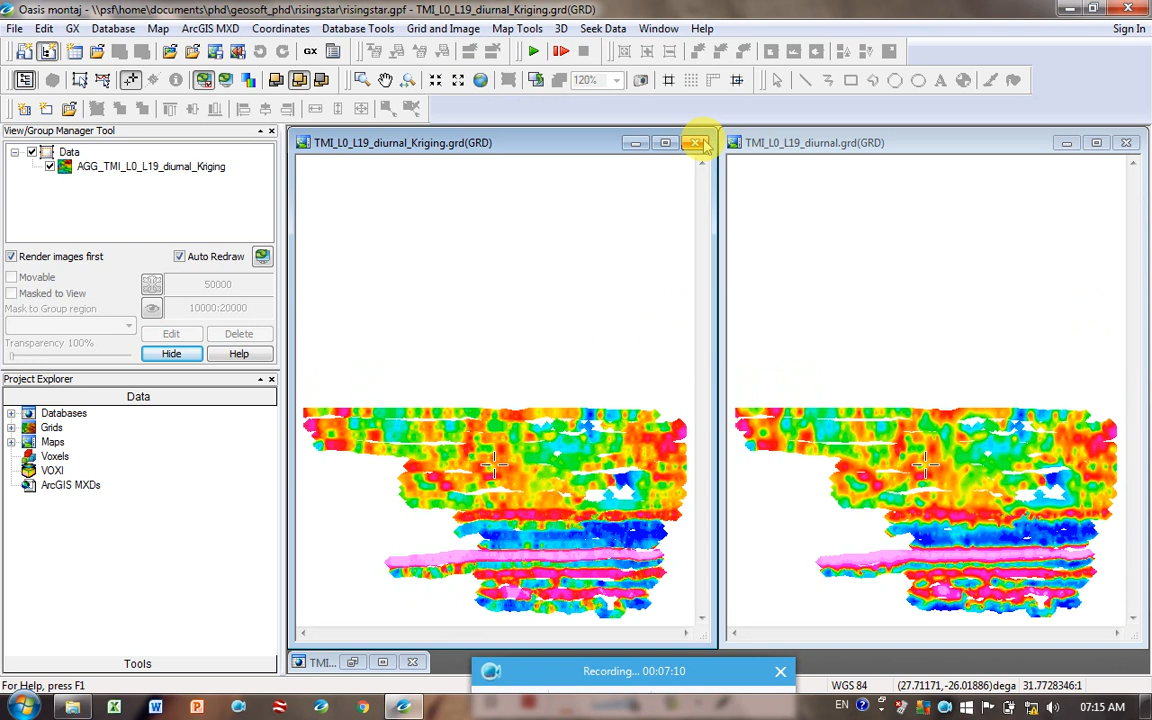 Oasis montaj - \\psf\home\documents\phd\geosoft_phd\risingstar\risingstar.gpf - TMI_L0_L19_diurnal_Kriging.grd(GRD)
File Edit GX Database Map ArcGIS MXD Coordinates Database Tools Grid and Image Map Tools 3D Seek Data Window Help Sign In
GX
120%
View/Group Manager Tool
Data
AGG_TMI_L0_L19_diurnal_Kriging
Render images first Auto Redraw
Movable 50000
Masked to View
Mask to Group region 10000:20000
Edit Delete
Transparency 100%
Hide Help
Project Explorer
Data
Databases
Grids
Maps
Voxels
VOXI
ArcGIS MXDs
Tools
TMI_L0_L19_diurnal_Kriging.grd(GRD)
TMI_L0_L19_diurnal.grd(GRD)
TMI...
Recording... 00:07:10
For Help, press F1
WGS 84 (27.71171, -26.01886) dega 31.7728346:1
EN 07:15 AM